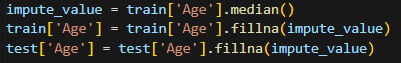 impute_value = train['Age'].median()
train['Age'] = train['Age'].fillna(impute_value)
test['Age'] = test['Age'].fillna(impute_value)